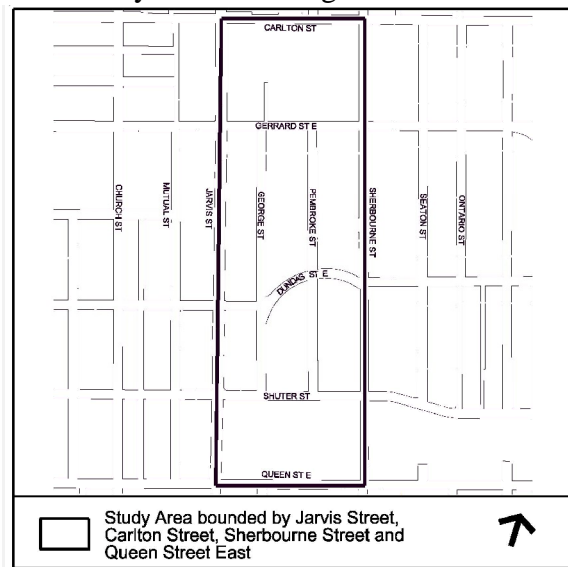 CARLTON ST
GERRARD ST E
CHURCH ST
MUTUAL ST
JARVIS ST
GEORGE ST
PEMBROKE ST
SHERBOURNE ST
SEATON ST
ONTARIO ST
DUNDAS ST E
SHUTER ST
QUEEN ST E
Study Area bounded by Jarvis Street,
Carlton Street, Sherbourne Street and
Queen Street East